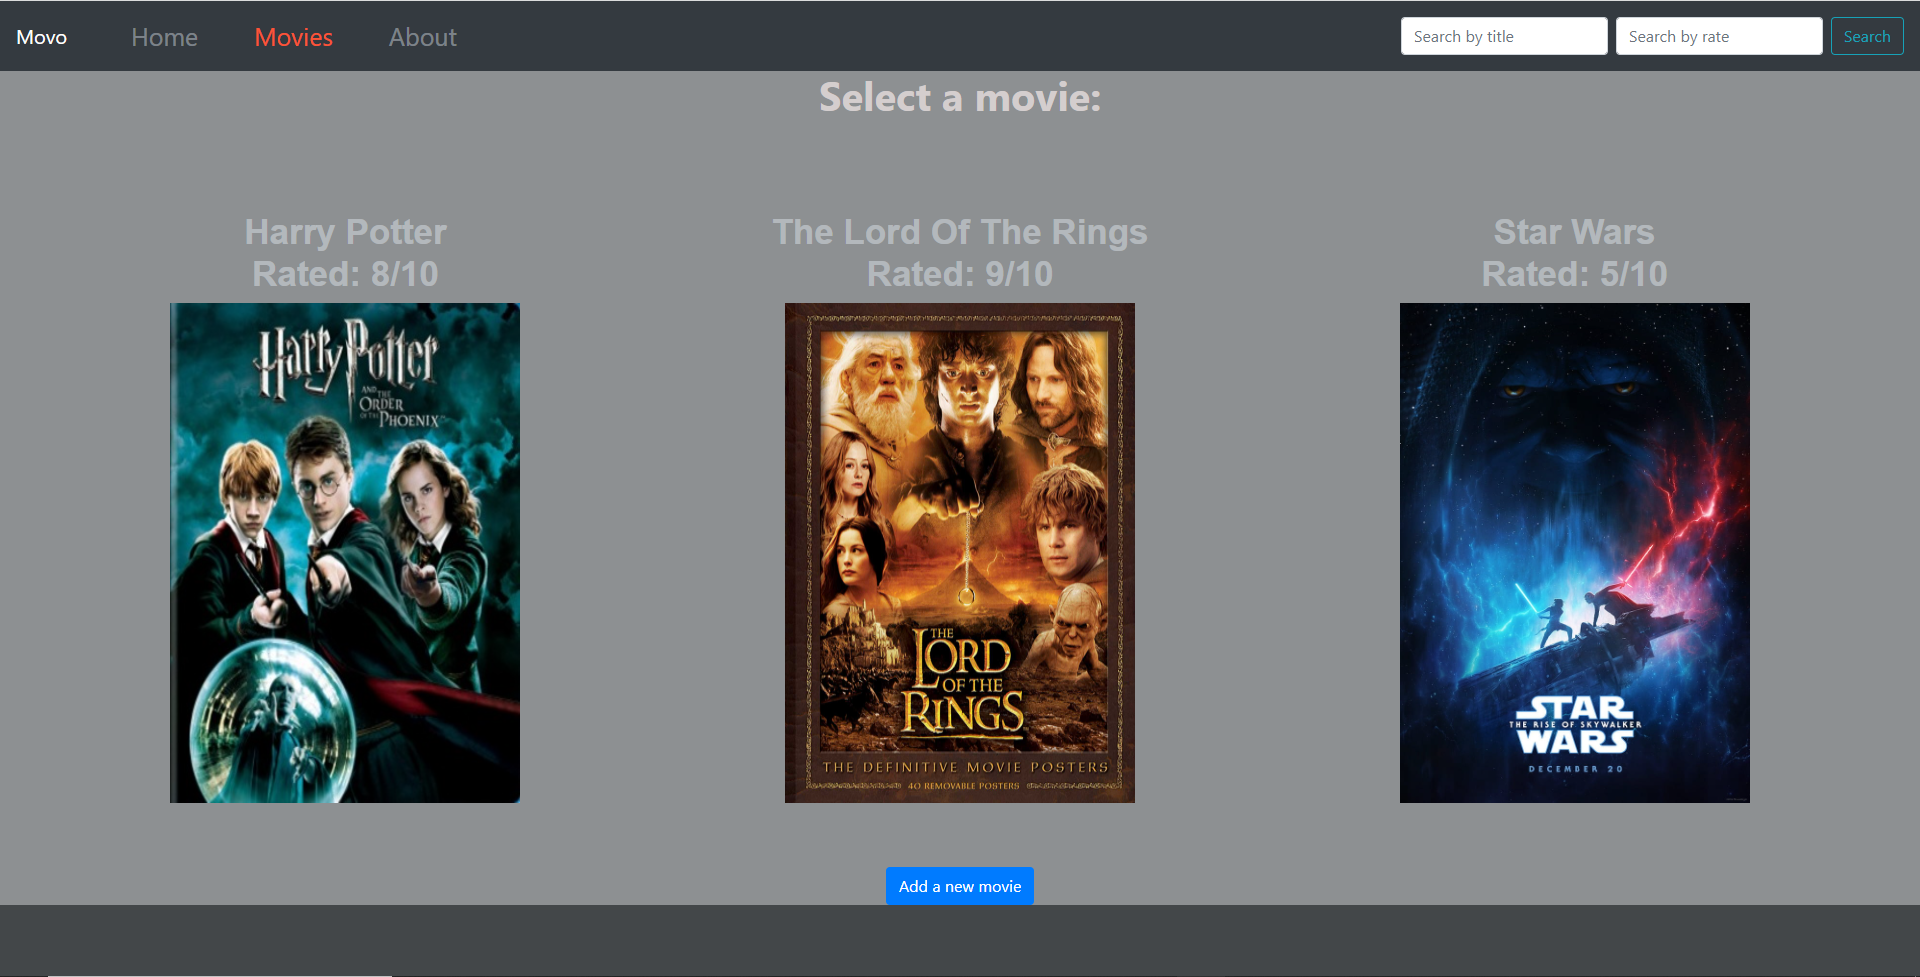 Movo
Home
Movies
About
Search by title
Search by rate
Search
Select a movie:
Harry Potter
Rated: 8/10
The Lord Of The Rings
Rated: 9/10
Star Wars
Rated: 5/10
Harry Potter
AND THE
ORDER
OF THE PHOENIX
THE
LORD
OF THE
RINGS
THE DEFINITIVE MOVIE POSTERS
40 REMOVABLE POSTERS
STAR
THE RISE OF SKYWALKER
WARS
DECEMBER 20
Add a new movie